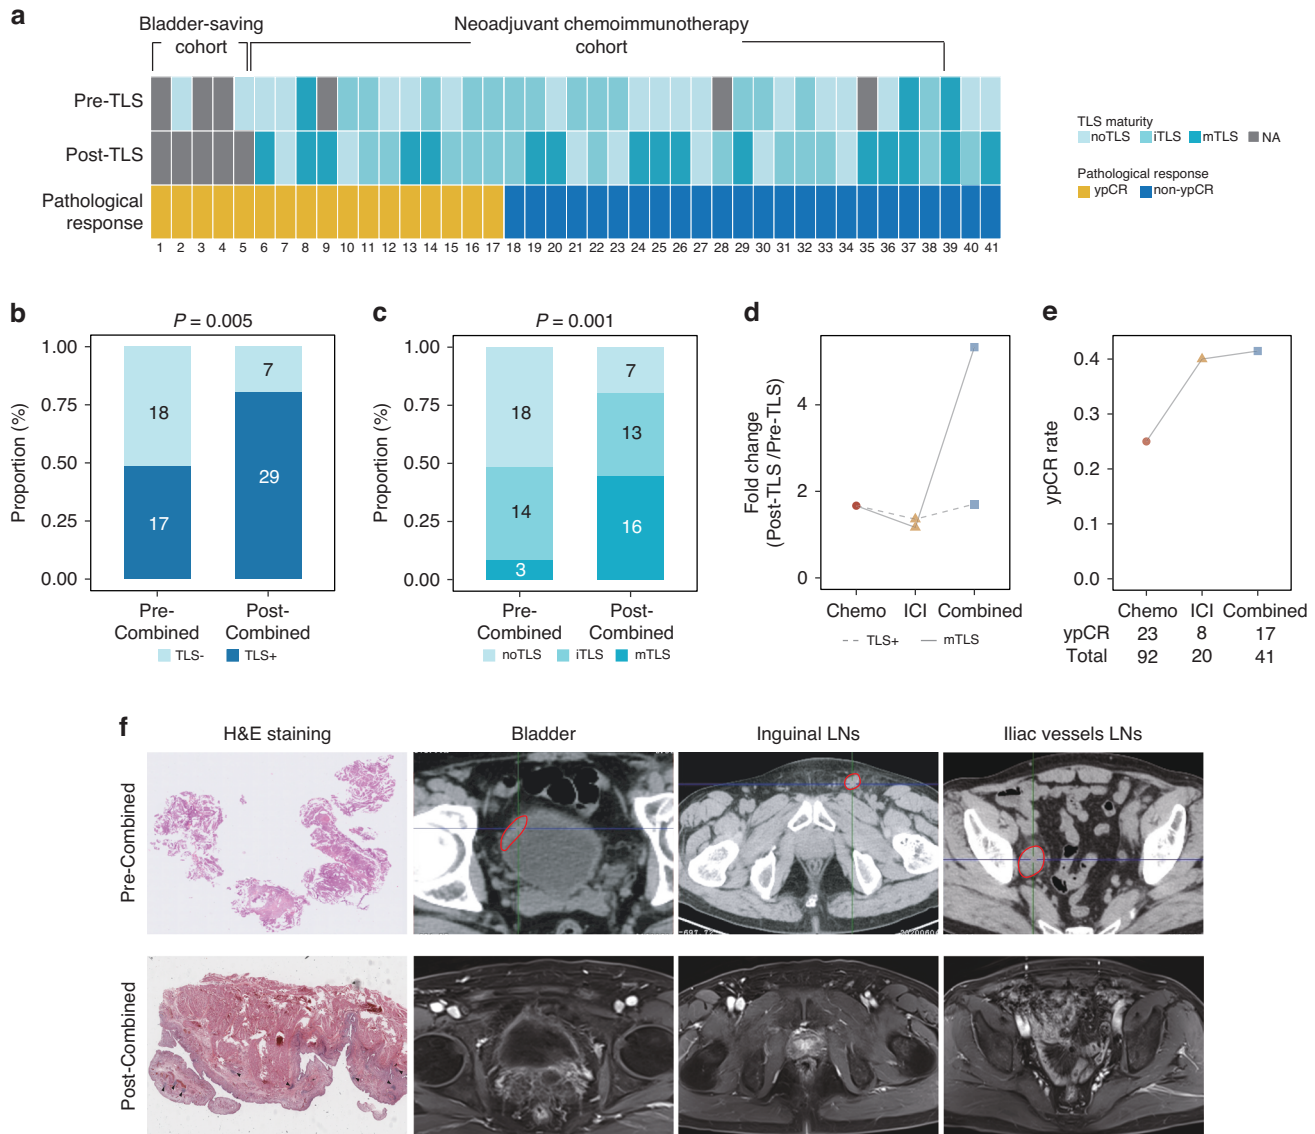 a
Bladder-saving
cohort
Neoadjuvant chemoimmunotherapy
cohort
Pre-TLS
Post-TLS
Pathological
response
1 2 3 4 5 6 7 8 9 10 11 12 13 14 15 16 17 18 19 20 21 22 23 24 25 26 27 28 29 30 31 32 33 34 35 36 37 38 39 40 41
TLS maturity
noTLS iTLS mTLS NA
Pathological response
ypCR non-ypCR
b
P = 0.005
Proportion (%)
1.00
0.75
0.50
0.25
0.00
18
17
7
29
Pre-
Combined
Post-
Combined
TLS- TLS+
c
P = 0.001
Proportion (%)
1.00
0.75
0.50
0.25
0.00
18
14
3
7
13
16
Pre-
Combined
Post-
Combined
noTLS iTLS mTLS
d
Fold change
(Post-TLS /Pre-TLS)
4
2
0
Chemo ICI Combined
TLS+ mTLS
e
ypCR rate
0.4
0.3
0.2
0.1
0.0
Chemo ICI Combined
ypCR 23 8 17
Total 92 20 41
f
H&E staining Bladder Inguinal LNs Iliac vessels LNs
Pre-Combined
Post-Combined